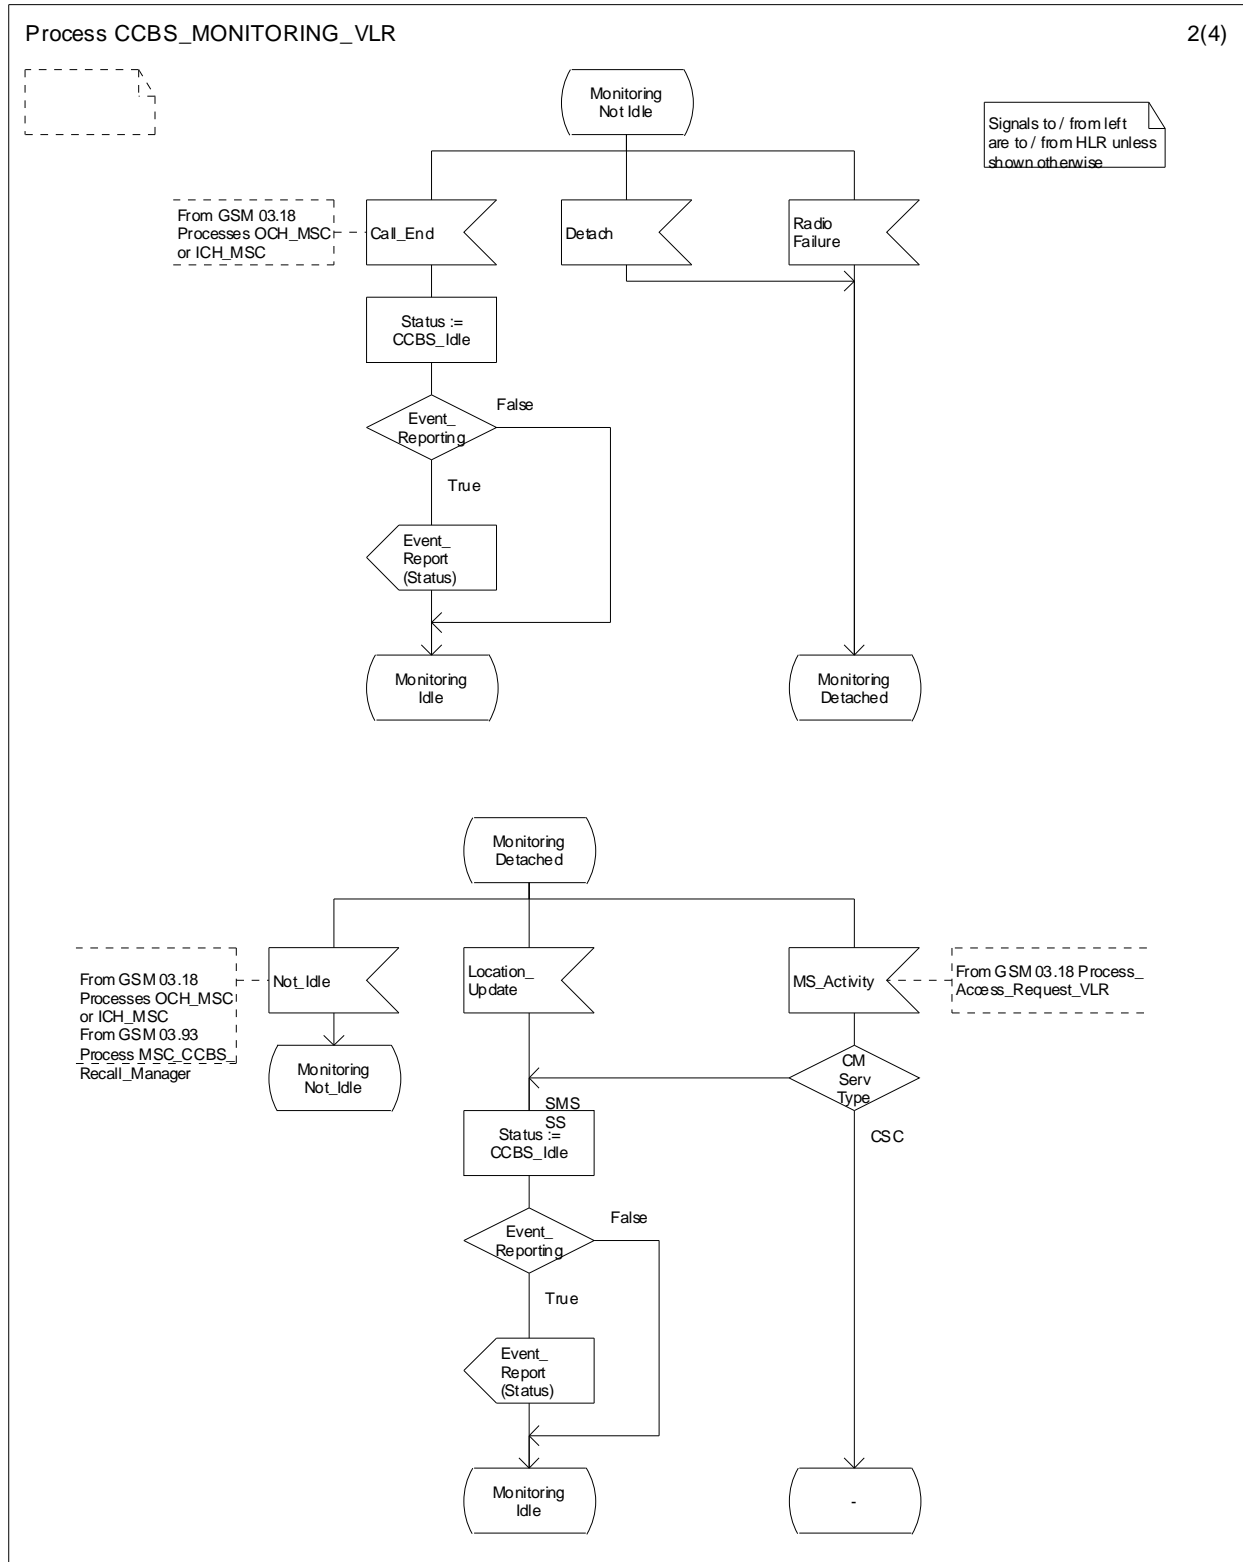 Process CCBS_MONITORING_VLR
2(4)
Monitoring
Not Idle
Signals to / from left
are to / from HLR unless
shown otherwise
From GSM 03.18
Processes OCH_MSC
or ICH_MSC
Call_End
Detach
Radio
Failure
Status :=
CCBS_Idle
Event_
Reporting
False
True
Event_
Report
(Status)
Monitoring
Idle
Monitoring
Detached
Monitoring
Detached
From GSM 03.18
Processes OCH_MSC
or ICH_MSC
From GSM 03.93
Process MSC_CCBS_
Recall_Manager
Not_Idle
Location_
Update
MS_Activity
From GSM 03.18 Process_
Access_Request_VLR
Monitoring
Not_Idle
CM
Serv
Type
SMS
SS
CSC
Status :=
CCBS_Idle
Event_
Reporting
False
True
Event_
Report
(Status)
Monitoring
Idle
-